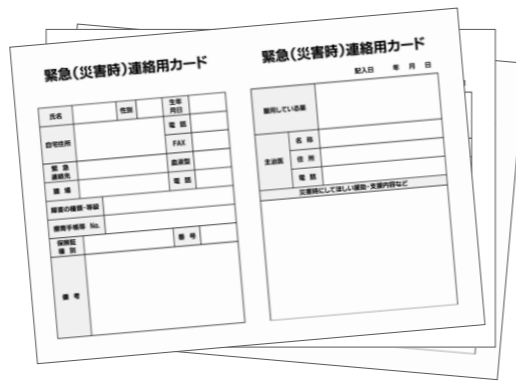 緊急(災害時)連絡用カード
氏名
性別
生年
月日
自宅住所
電 話
FAX
緊 急
連絡先
血液型
職 場
電 話
障害の種類・等級
療育手帳等 No.
保険証
種 別
番 号
備 考
緊急(災害時)連絡用カード
記入日 年 月 日
服用している薬
主治医
名 称
住 所
電 話
災害時にしてほしい援助・支援内容など